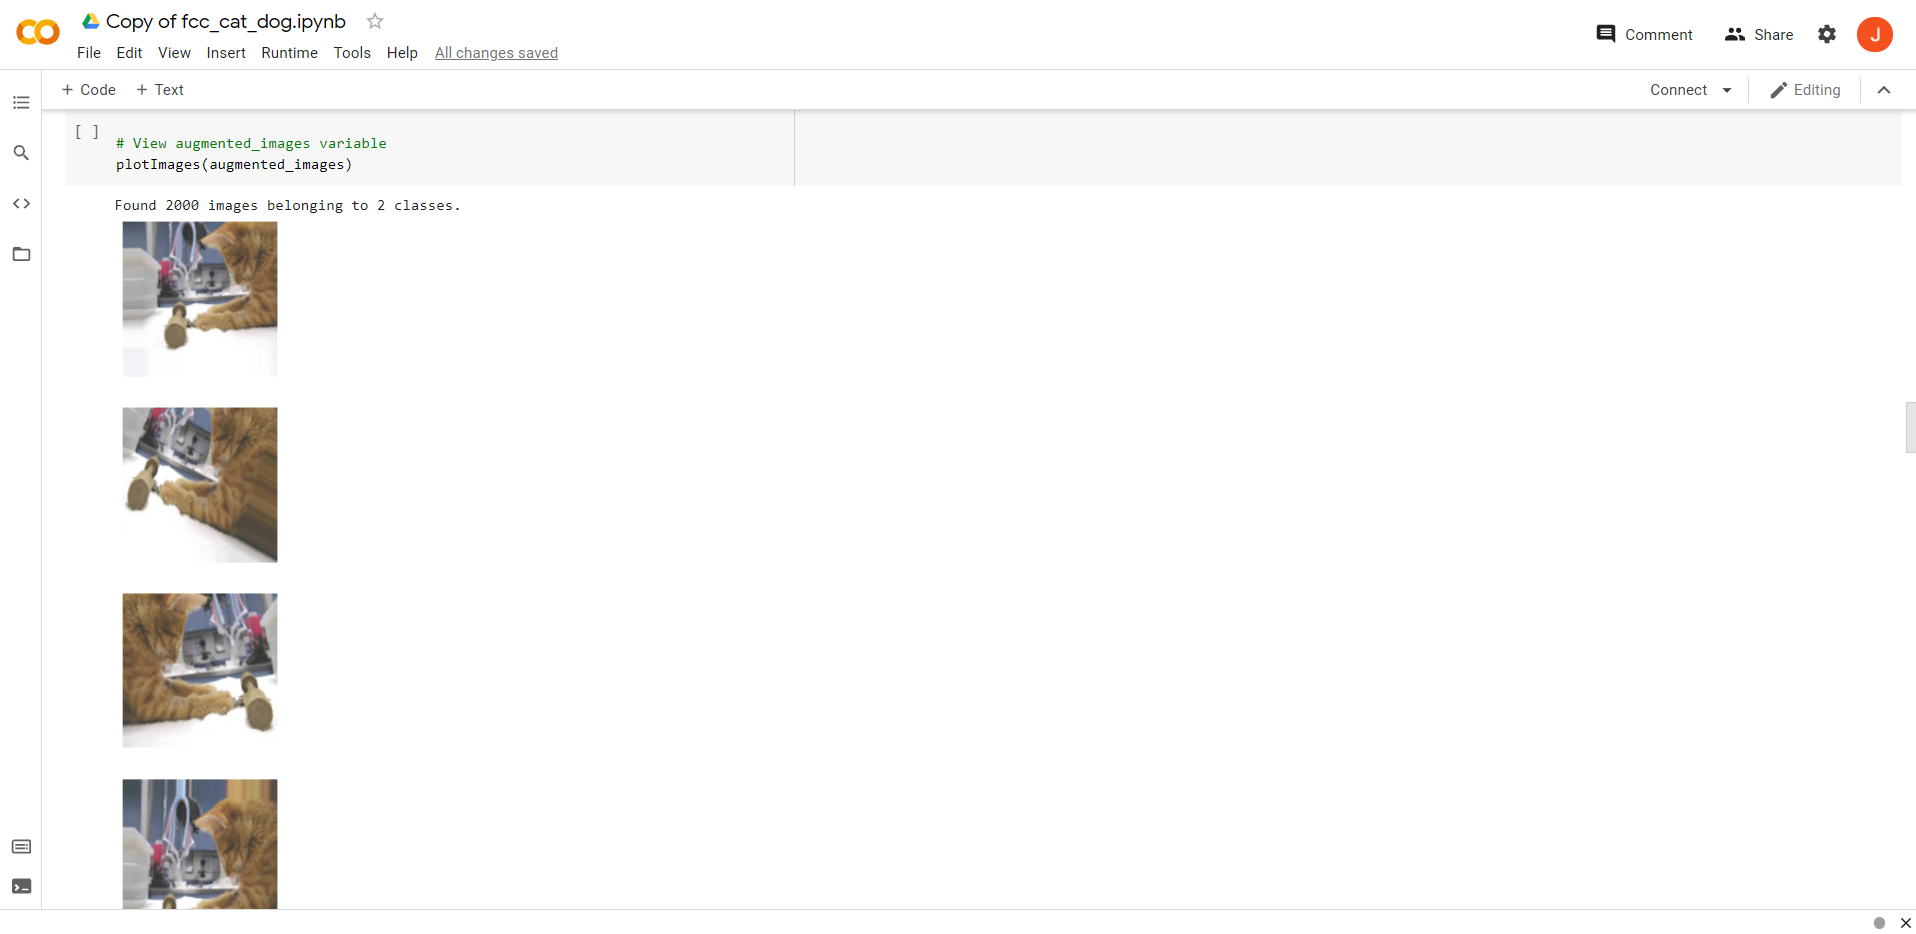 Copy of fcc_cat_dog.ipynb
File Edit View Insert Runtime Tools Help All changes saved
Comment Share J
+ Code + Text
Connect Editing
[ ]
# View augmented_images variable
plotImages(augmented_images)
Found 2000 images belonging to 2 classes.